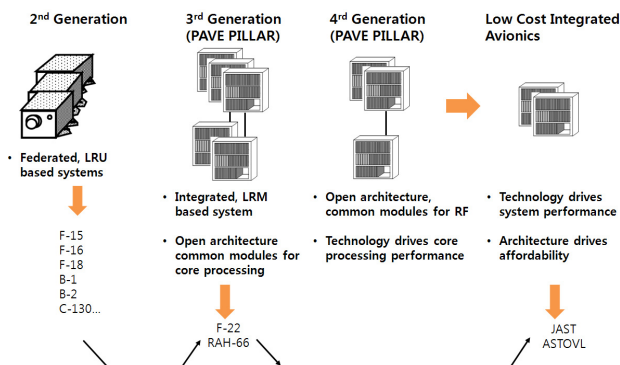 2nd Generation
• Federated, LRU
based systems
F-15
F-16
F-18
B-1
B-2
C-130...
3rd Generation
(PAVE PILLAR)
• Integrated, LRM
based system
• Open architecture
common modules for
core processing
F-22
RAH-66
4rd Generation
(PAVE PILLAR)
• Open architecture,
common modules for RF
• Technology drives core
processing performance
Low Cost Integrated
Avionics
• Technology drives
system performance
• Architecture drives
affordability
JAST
ASTOVL